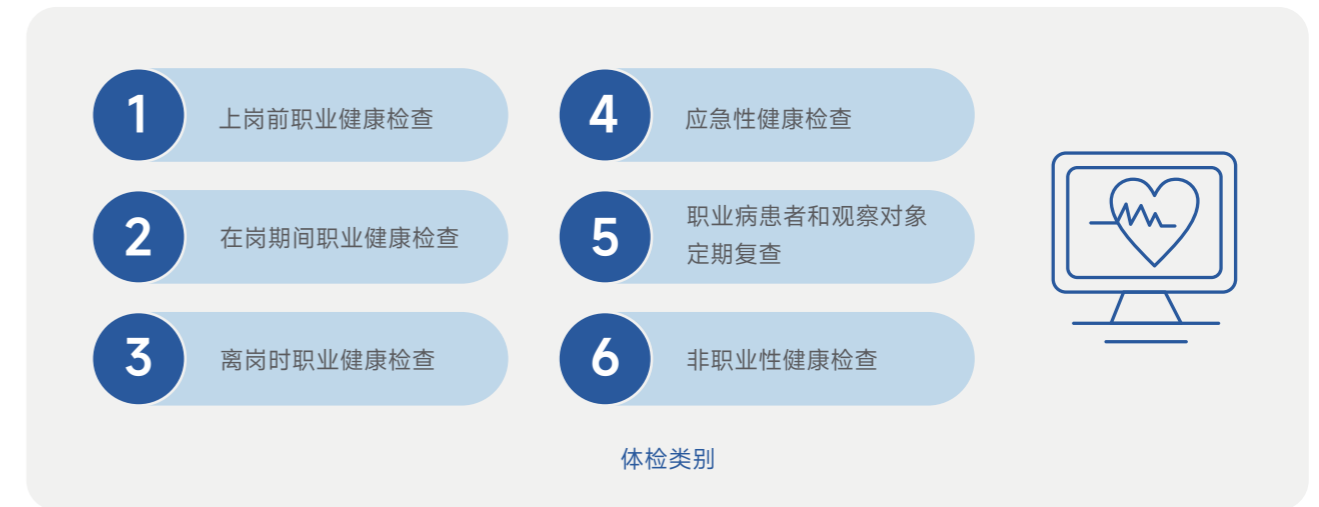 1
上岗前职业健康检查
2
在岗期间职业健康检查
3
离岗时职业健康检查
4
应急性健康检查
5
职业病患者和观察对象
定期复查
6
非职业性健康检查
体检类别